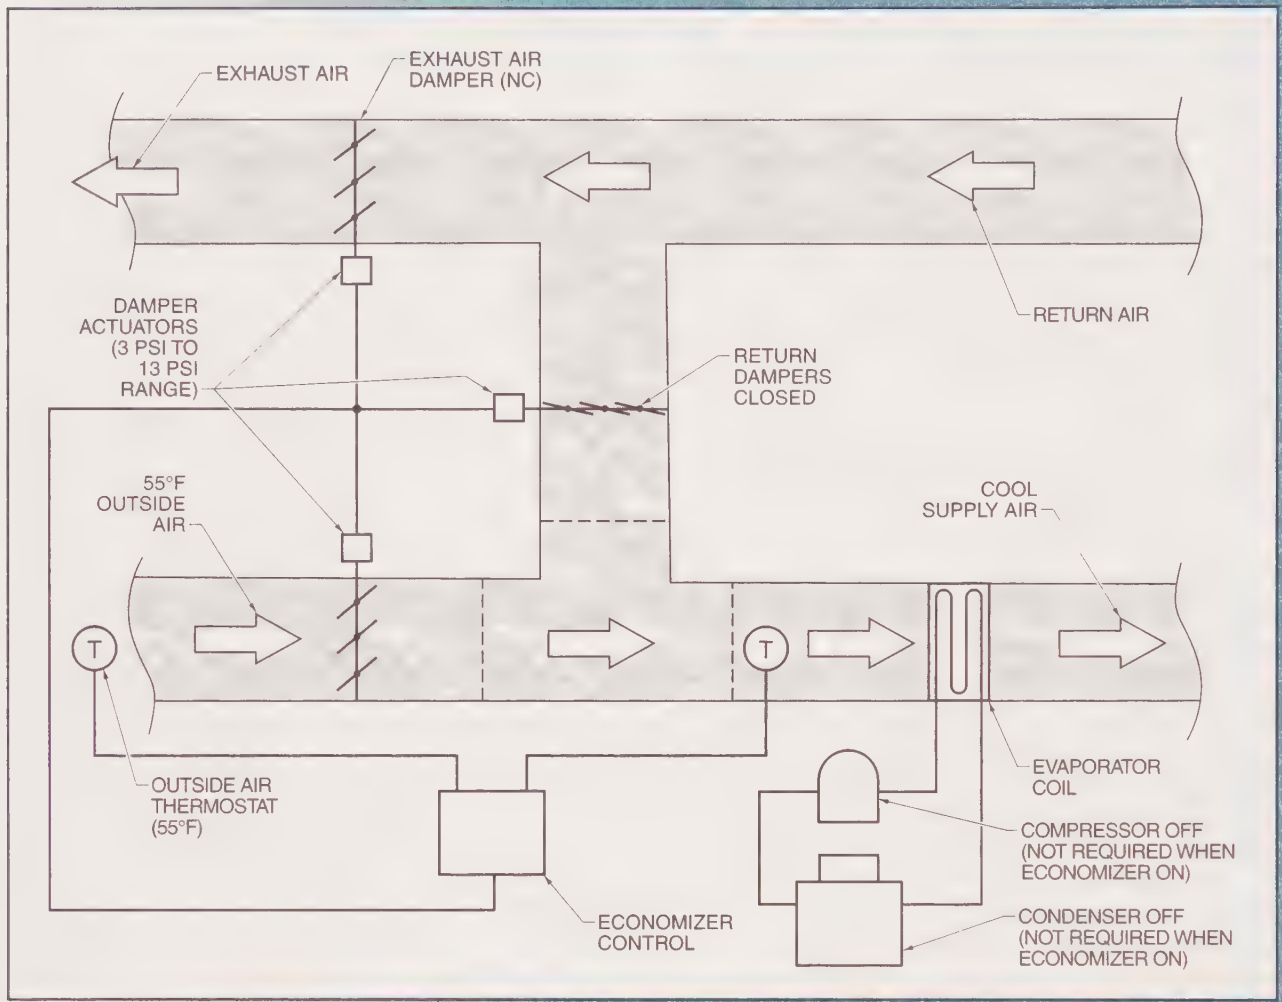 EXHAUST AIR
EXHAUST AIR
DAMPER (NC)
DAMPER
ACTUATORS
(3 PSI TO
13 PSI
RANGE)
RETURN AIR
RETURN
DAMPERS
CLOSED
55°F
OUTSIDE
AIR
COOL
SUPPLY AIR
T
T
OUTSIDE AIR
THERMOSTAT
(55°F)
EVAPORATOR
COIL
COMPRESSOR OFF
(NOT REQUIRED WHEN
ECONOMIZER ON)
ECONOMIZER
CONTROL
CONDENSER OFF
(NOT REQUIRED WHEN
ECONOMIZER ON)